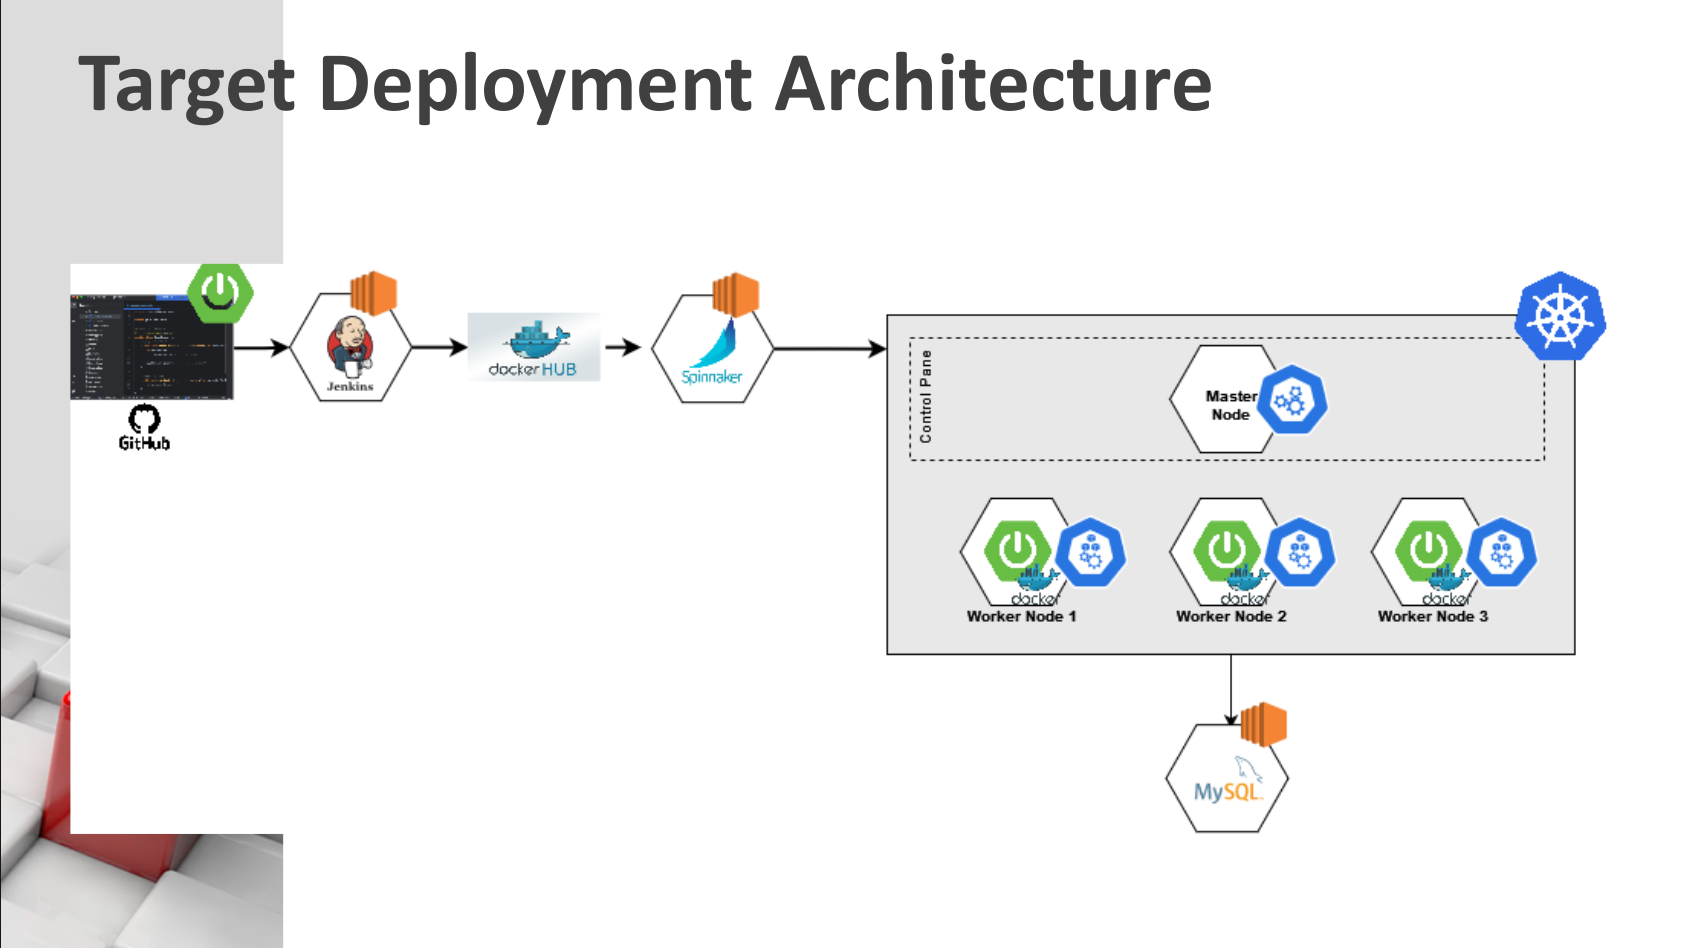 Target Deployment Architecture
GitHub
Jenkins
docker HUB
Spinnaker
Control Pane
Master
Node
docker
Worker Node 1
docker
Worker Node 2
docker
Worker Node 3
MySQL